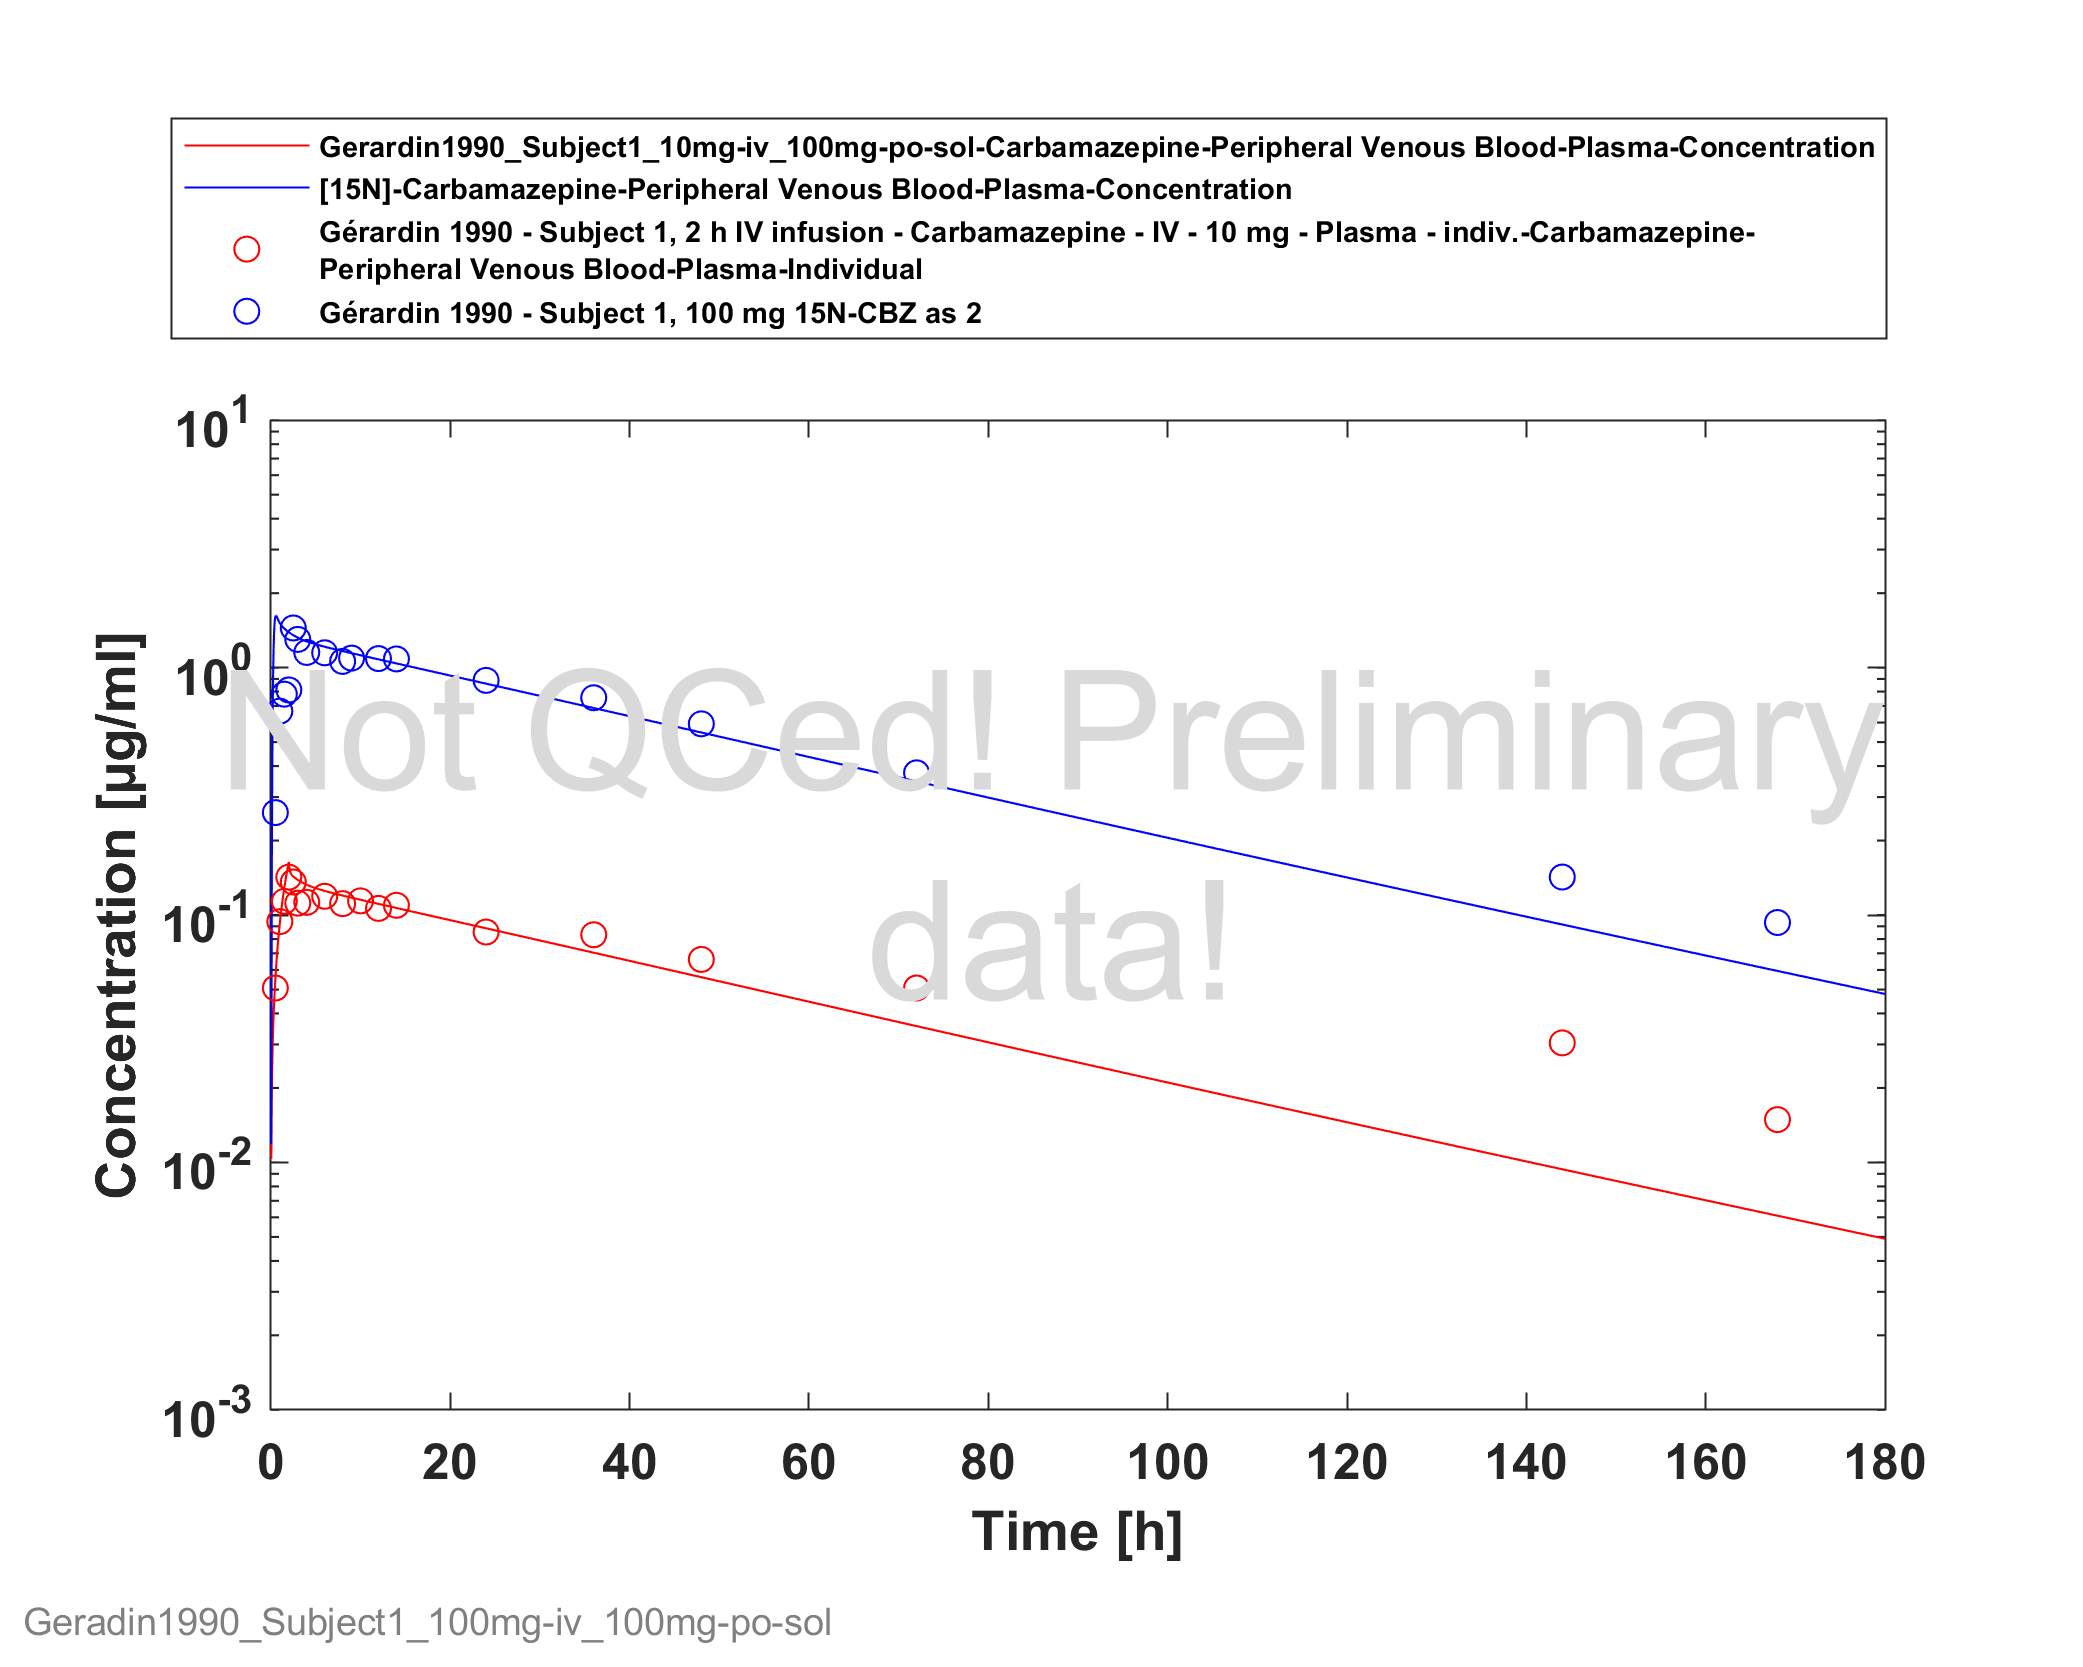 Gerardin1990_Subject1_10mg-iv_100mg-po-sol-Carbamazepine-Peripheral Venous Blood-Plasma-Concentration
[15N]-Carbamazepine-Peripheral Venous Blood-Plasma-Concentration
Gérardin 1990 - Subject 1, 2 h IV infusion - Carbamazepine - IV - 10 mg - Plasma - indiv.-Carbamazepine-
Peripheral Venous Blood-Plasma-Individual
Gérardin 1990 - Subject 1, 100 mg 15N-CBZ as 2
10^1
10^0
10^-1
10^-2
10^-3
Concentration [µg/ml]
Not QCed! Preliminary
data!
0 20 40 60 80 100 120 140 160 180
Time [h]
Geradin1990_Subject1_100mg-iv_100mg-po-sol